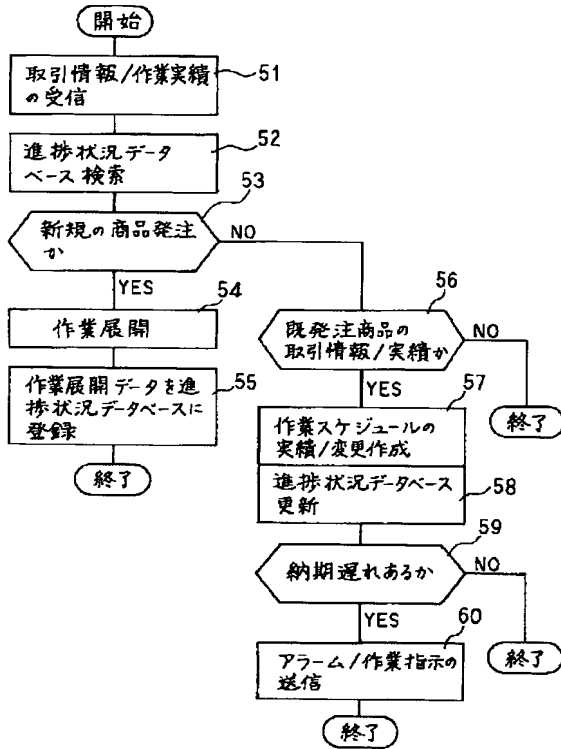 開始
取引情報/作業実績
の受信
51
進捗状況データ
ベース検索
52
新規の商品発注
か
53
NO
YES
作業展開
54
作業展開データを進
捗状況データベースに
登録
55
終了
既発注商品の
取引情報/実績か
56
NO
終了
YES
作業スケジュールの
実績/変更作成
57
進捗状況データベース
更新
58
納期遅れあるか
59
NO
終了
YES
アラーム/作業指示の
送信
60
終了